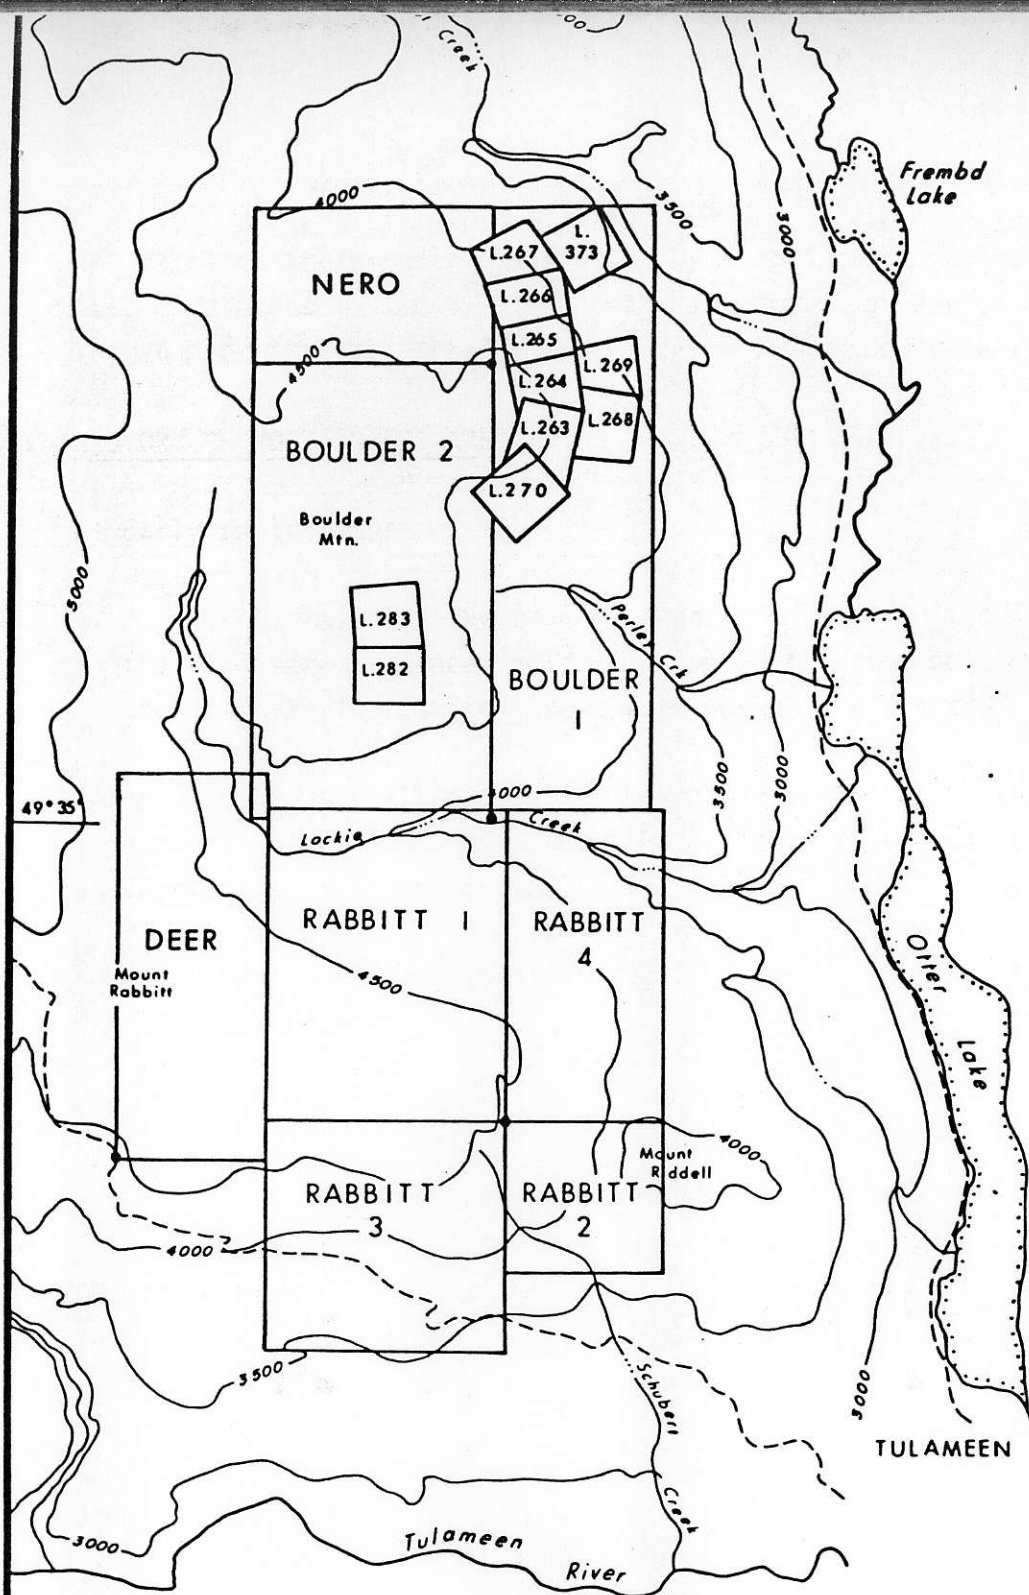 Creek
00
3500
3000
Frembd
Lake
4000
NERO
L.267
L.
373
L.266
L.265
4500
L.264
L.269
L.263
L.268
BOULDER 2
L.270
Boulder
Mtn.
5000
L.283
L.282
Perley Crk
BOULDER
1
49°35'
4000
3500
3000
Lockie
Creek
DEER
Mount
Rabbitt
RABBITT 1
RABBITT
4
4500
Otter
Lake
Mount
Riddell
4000
RABBITT
3
RABBITT
2
4000
3500
Schubert
Creek
3000
TULAMEEN
3000
Tulameen
River